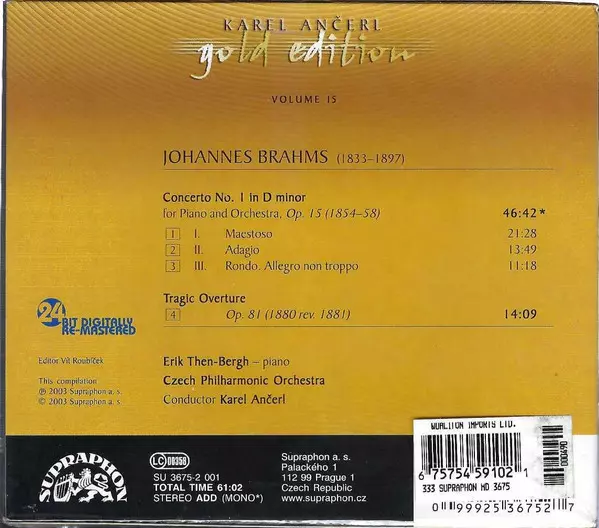 KAREL ANČERL
gold edition
VOLUME 15
JOHANNES BRAHMS (1833–1897)
Concerto No. 1 in D minor
for Piano and Orchestra, Op. 15 (1854–58) 46:42*
1 I. Maestoso 21:28
2 II. Adagio 13:49
3 III. Rondo. Allegro non troppo 11:18
Tragic Overture
4 Op. 81 (1880 rev. 1881) 14:09
24
BIT DIGITALLY
RE-MASTERED
Editor Vít Roubíček
This compilation
Ⓟ 2003 Supraphon a. s.
© 2003 Supraphon a. s.
Erik Then-Bergh – piano
Czech Philharmonic Orchestra
Conductor Karel Ančerl
SUPRAPHON
LC 08358
SU 3675-2 001
TOTAL TIME 61:02
STEREO ADD (MONO*)
Supraphon a. s.
Palackého 1
112 99 Prague 1
Czech Republic
www.supraphon.com
QUALITON IMPORTS LTD.
6 75754 59102 1
333 SUPRAPHON HD 3675
0 99925 36752 7